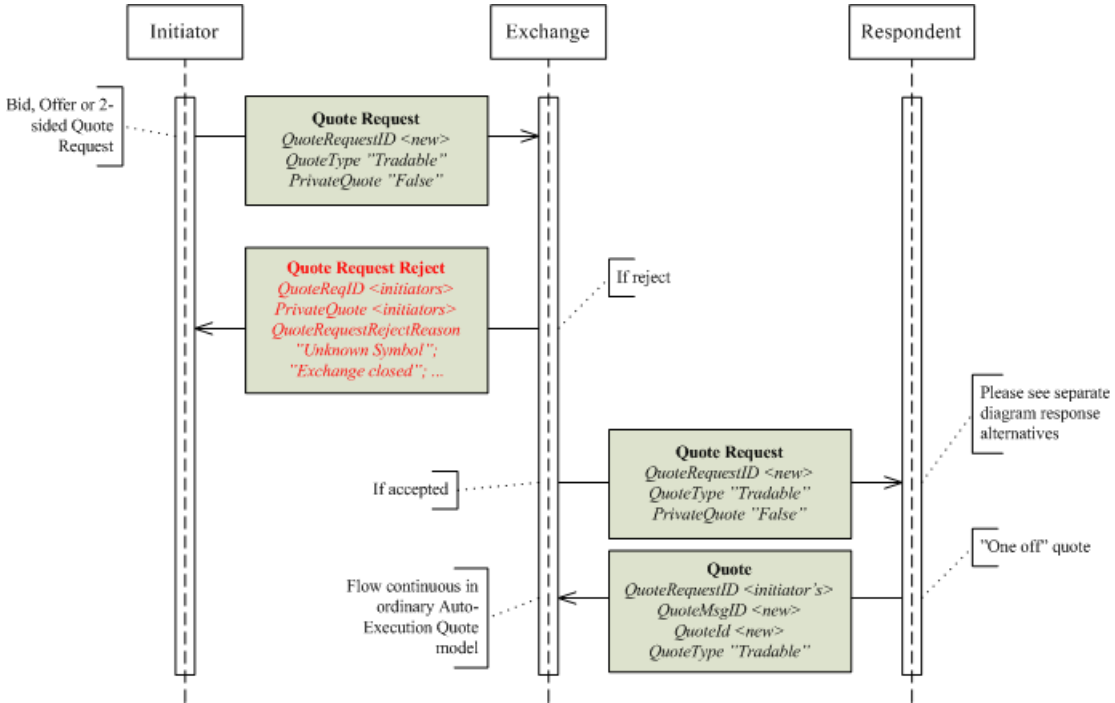 Initiator
Exchange
Respondent
Bid, Offer or 2-
sided Quote
Request
Quote Request
QuoteRequestID <new>
QuoteType "Tradable"
PrivateQuote "False"
Quote Request Reject
QuoteReqID <initiators>
PrivateQuote <initiators>
QuoteRequestRejectReason
"Unknown Symbol";
"Exchange closed"; ...
If reject
Please see separate
diagram response
alternatives
If accepted
Quote Request
QuoteRequestID <new>
QuoteType "Tradable"
PrivateQuote "False"
"One off" quote
Flow continuous in
ordinary Auto-
Execution Quote
model
Quote
QuoteRequestID <initiator's>
QuoteMsgID <new>
QuoteId <new>
QuoteType "Tradable"